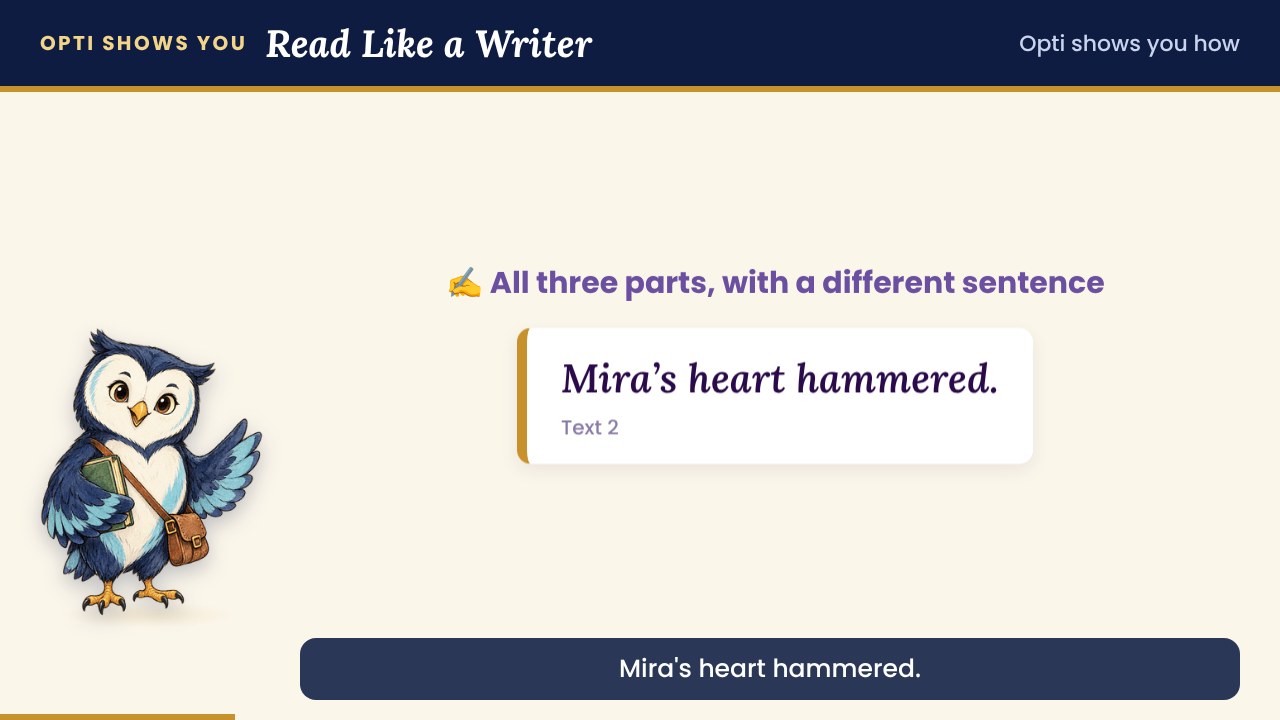 OPTI SHOWS YOU Read Like a Writer
Opti shows you how
✍️ All three parts, with a different sentence
Mira’s heart hammered.
Text 2
Mira's heart hammered.